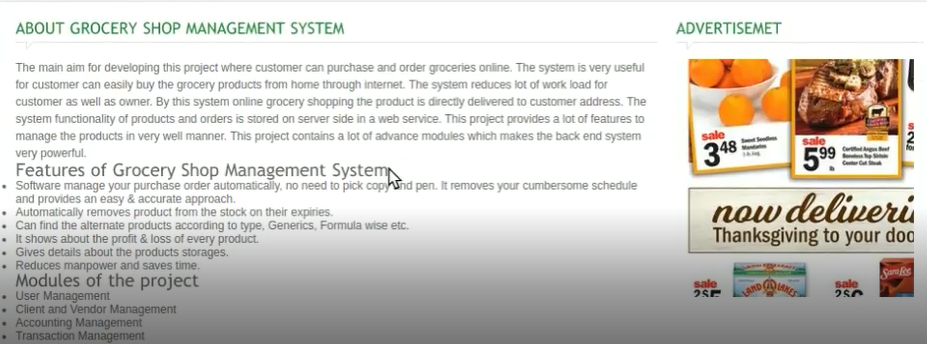 ABOUT GROCERY SHOP MANAGEMENT SYSTEM
The main aim for developing this project where customer can purchase and order groceries online. The system is very useful
for customer can easily buy the grocery products from home through internet. The system reduces lot of work load for
customer as well as owner. By this system online grocery shopping the product is directly delivered to customer address. The
system functionality of products and orders is stored on server side in a web service. This project provides a lot of features to
manage the products in very well manner. This project contains a lot of advance modules which makes the back end system
very powerful.
Features of Grocery Shop Management System
Software manage your purchase order automatically, no need to pick copy and pen. It removes your cumbersome schedule
and provides an easy & accurate approach.
Automatically removes product from the stock on their expiries.
Can find the alternate products according to type, Generics, Formula wise etc.
It shows about the profit & loss of every product.
Gives details about the products storages.
Reduces manpower and saves time.
Modules of the project
User Management
Client and Vendor Management
Accounting Management
Transaction Management
ADVERTISEMET
sale
3 48
Sweet Seedless
Mandarins
sale
5 99
lb
Certified Angus Beef
Boneless Top Sirloin
Center Cut Steak
now deliveri
Thanksgiving to your doo
sale
2$5
LAND O LAKES
sale
Sara Lee